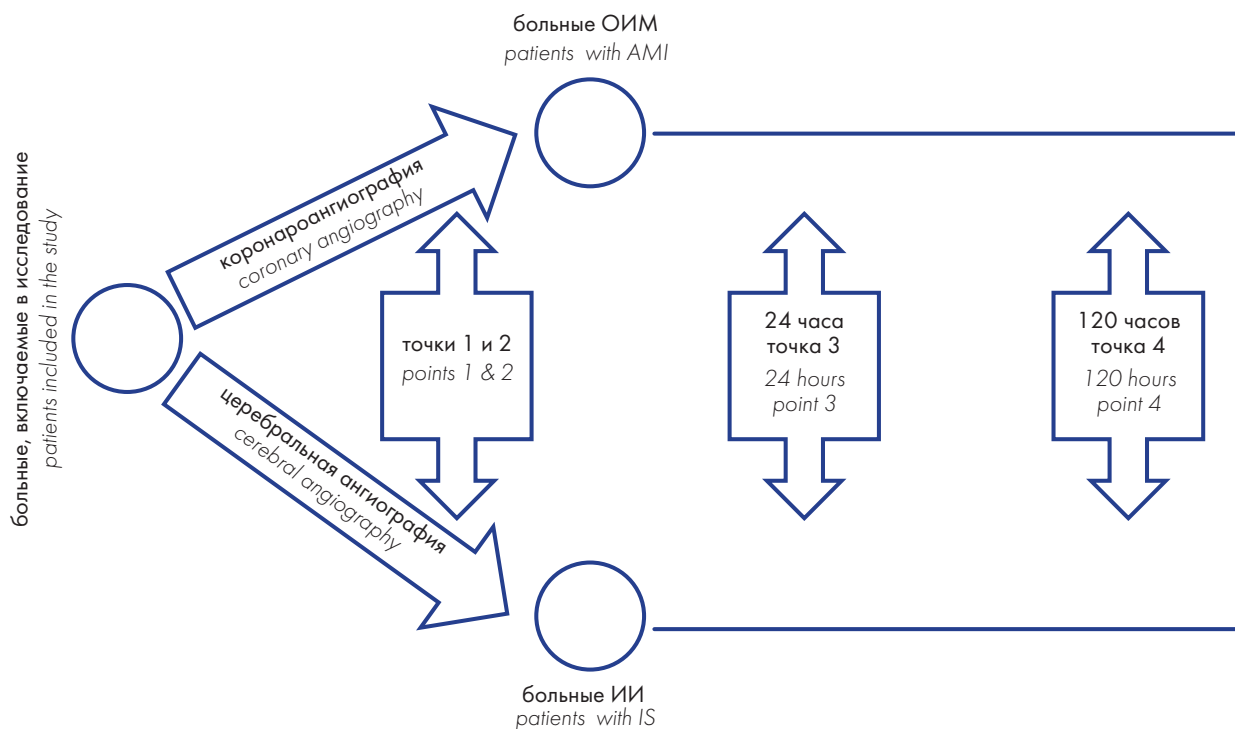 больные, включаемые в исследование
patients included in the study
коронароангиография
coronary angiography
церебральная ангиография
cerebral angiography
больные ОИМ
patients with AMI
точки 1 и 2
points 1 & 2
24 часа
точка 3
24 hours
point 3
120 часов
точка 4
120 hours
point 4
больные ИИ
patients with IS